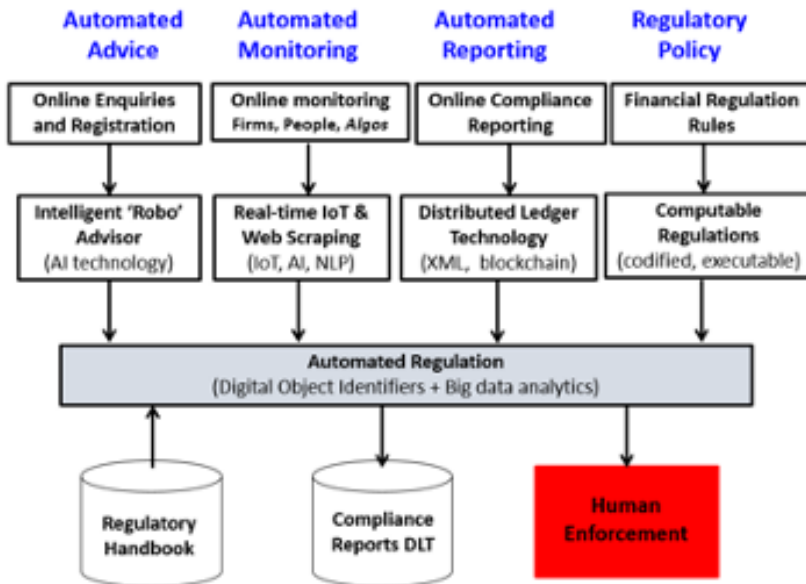 Automated
Advice
Automated
Monitoring
Automated
Reporting
Regulatory
Policy
Online Enquiries
and Registration
Online monitoring
Firms, People, Algos
Online Compliance
Reporting
Financial Regulation
Rules
Intelligent 'Robo'
Advisor
(AI technology)
Real-time IoT &
Web Scraping
(IoT, AI, NLP)
Distributed Ledger
Technology
(XML, blockchain)
Computable
Regulations
(codified, executable)
Automated Regulation
(Digital Object Identifiers + Big data analytics)
Regulatory
Handbook
Compliance
Reports DLT
Human
Enforcement